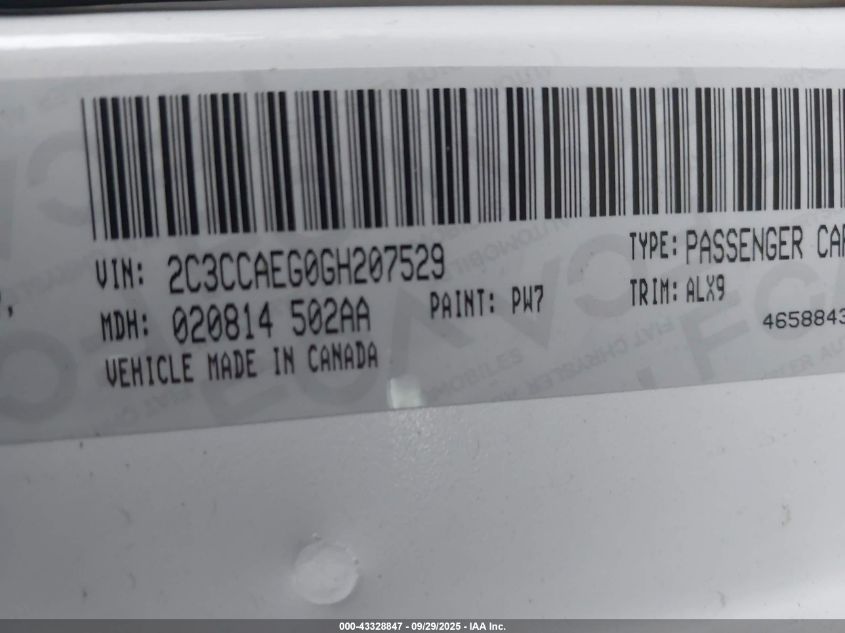 VIN: 2C3CCAEG0GH207529
TYPE: PASSENGER CAR
MDH: 020814 502AA
PAINT: PW7
TRIM: ALX9
VEHICLE MADE IN CANADA
4658843
000-43328847 • 09/29/2025 - IAA Inc.